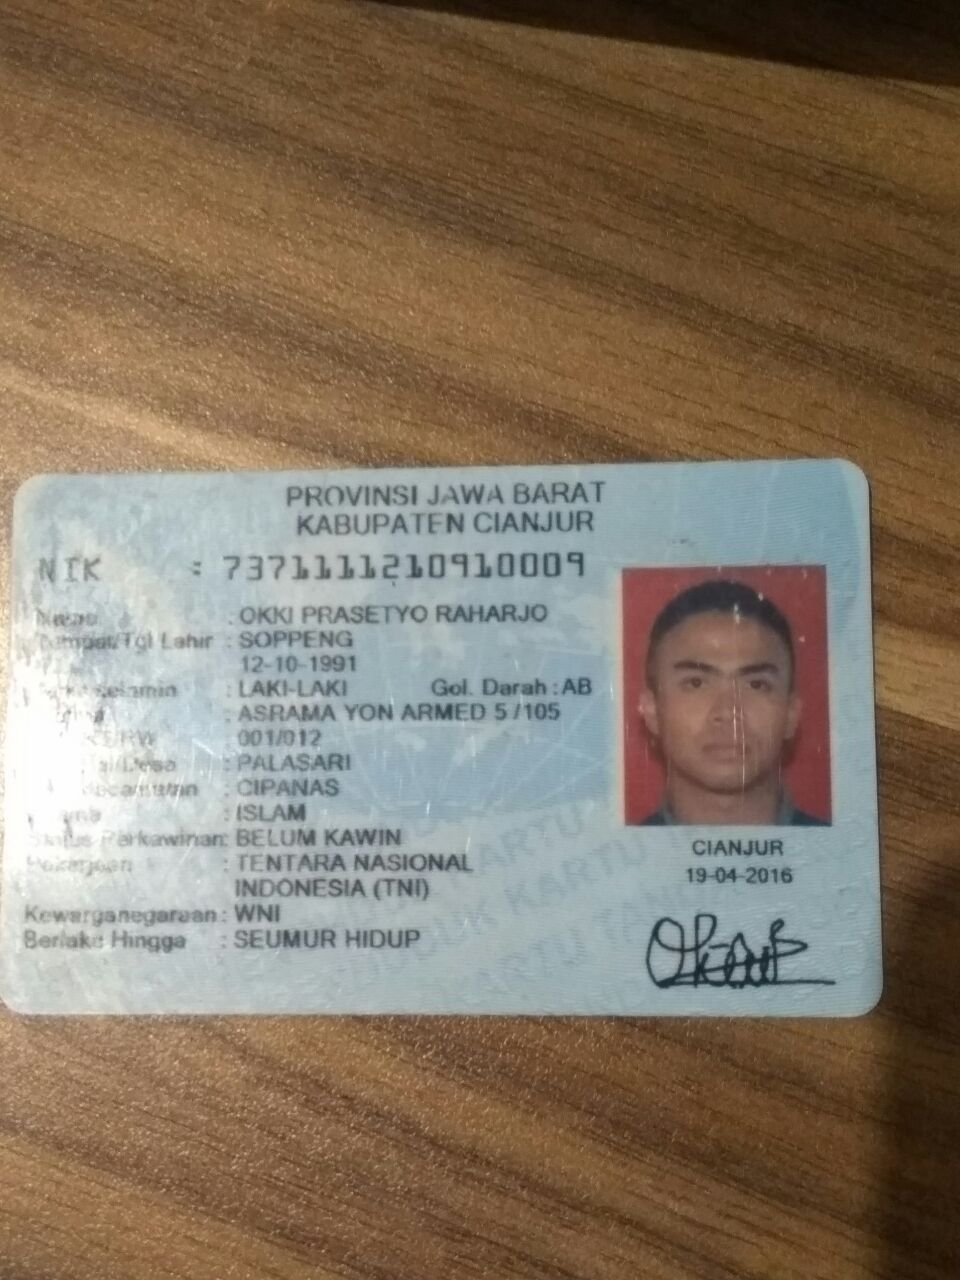 PROVINSI JAWA BARAT
KABUPATEN CIANJUR
NIK : 7371111210910009
Nama : OKKI PRASETYO RAHARJO
Tempat/Tgl Lahir : SOPPENG
12-10-1991
Kelamin : LAKI-LAKI Gol. Darah : AB
: ASRAMA YON ARMED 5 /105
RT/RW : 001/012
Kel/Desa : PALASARI
Kecamatan : CIPANAS
Agama : ISLAM
Status Perkawinan: BELUM KAWIN
Pekerjaan : TENTARA NASIONAL
INDONESIA (TNI)
Kewarganegaraan : WNI
Berlaku Hingga : SEUMUR HIDUP
CIANJUR
19-04-2016